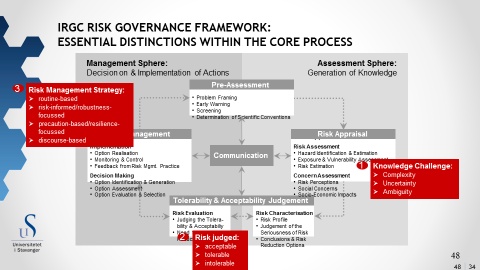 IRGC RISK GOVERNANCE FRAMEWORK:
ESSENTIAL DISTINCTIONS WITHIN THE CORE PROCESS
Management Sphere:
Decision on & Implementation of Actions
Assessment Sphere:
Generation of Knowledge
Pre-Assessment
• Problem Framing
• Early Warning
• Screening
• Determination of Scientific Conventions
3 Risk Management Strategy:
➢ routine-based
➢ risk-informed/robustness-
focussed
➢ precaution-based/resilience-
focussed
➢ discourse-based
Management
• Option Realisation
• Monitoring & Control
• Feedback from Risk Mgmt. Practice
Decision Making
• Option Identification & Generation
• Option Assessment
• Option Evaluation & Selection
Communication
Risk Appraisal
Risk Assessment
• Hazard Identification & Estimation
• Exposure & Vulnerability Assessment
• Risk Estimation
Concern Assessment
• Risk Perceptions
• Social Concerns
• Socio-Economic Impacts
1 Knowledge Challenge:
➢ Complexity
➢ Uncertainty
➢ Ambiguity
Tolerability & Acceptability Judgement
Risk Evaluation
• Judging the Tolera-
bility & Acceptability
• Need
Risk Characterisation
• Risk Profile
• Judgement of the
Seriousness of Risk
• Conclusions & Risk
Reduction Options
2 Risk judged:
➢ acceptable
➢ tolerable
➢ intolerable
Universitetet
i Stavanger
48
48 34